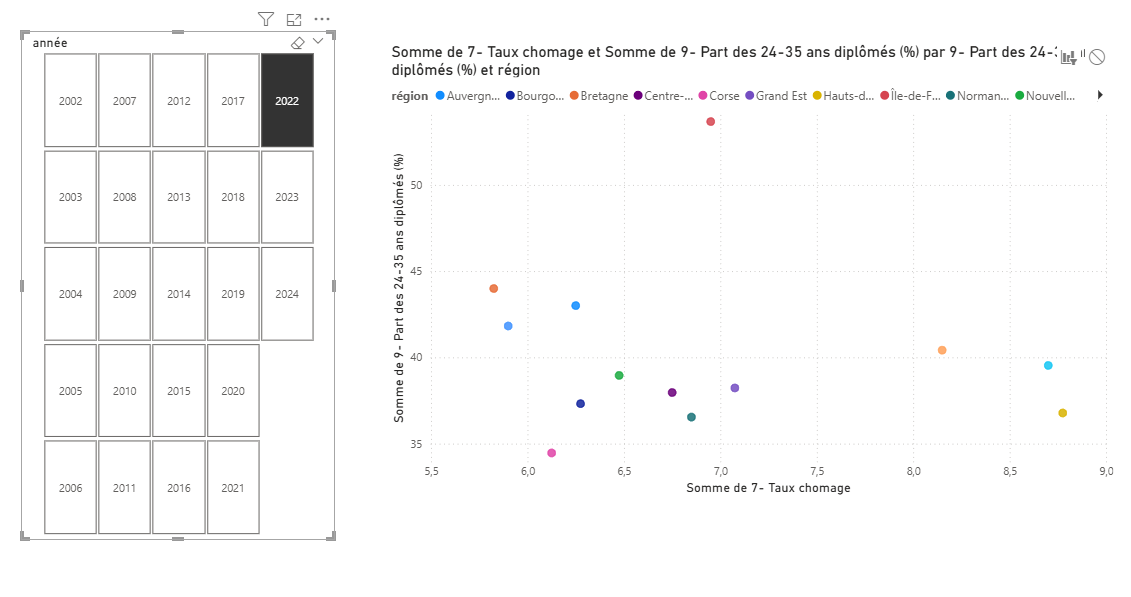 année
2002 2007 2012 2017 2022
2003 2008 2013 2018 2023
2004 2009 2014 2019 2024
2005 2010 2015 2020
2006 2011 2016 2021
Somme de 7- Taux chomage et Somme de 9- Part des 24-35 ans diplômés (%) par 9- Part des 24-
diplômés (%) et région
région Auvergn... Bourgo... Bretagne Centre-... Corse Grand Est Hauts-d... Île-de-F... Norman... Nouvell...
Somme de 9- Part des 24-35 ans diplômés (%)
50
45
40
35
5,5 6,0 6,5 7,0 7,5 8,0 8,5 9,0
Somme de 7- Taux chomage